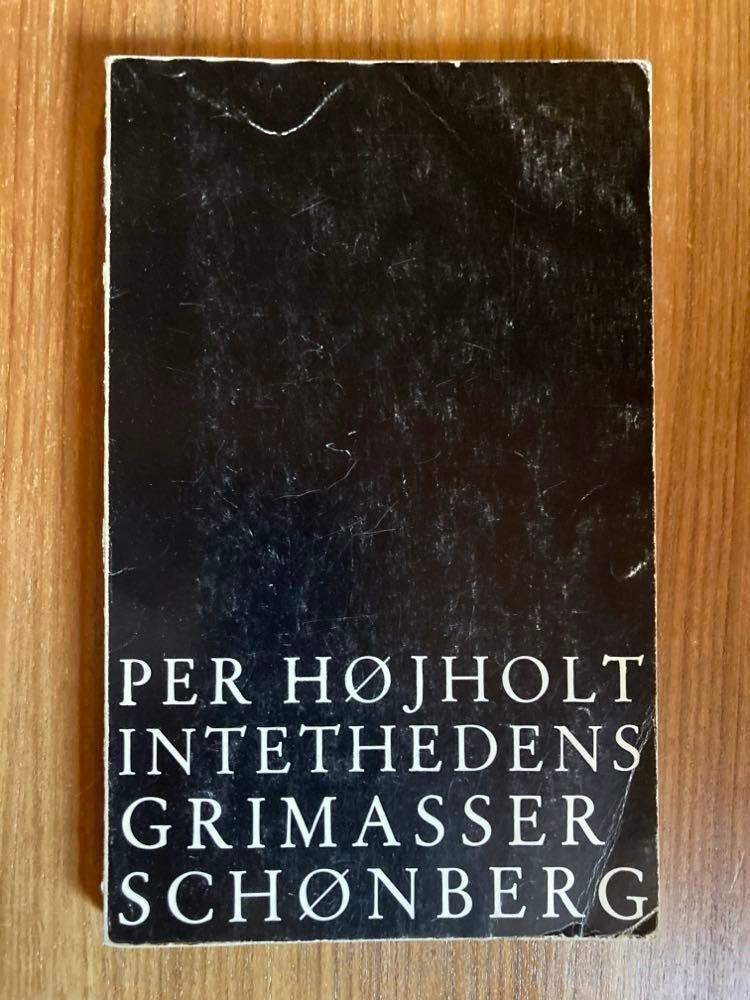 PER HØJHOLT
INTETHEDENS
GRIMASSER
SCHØNBERG